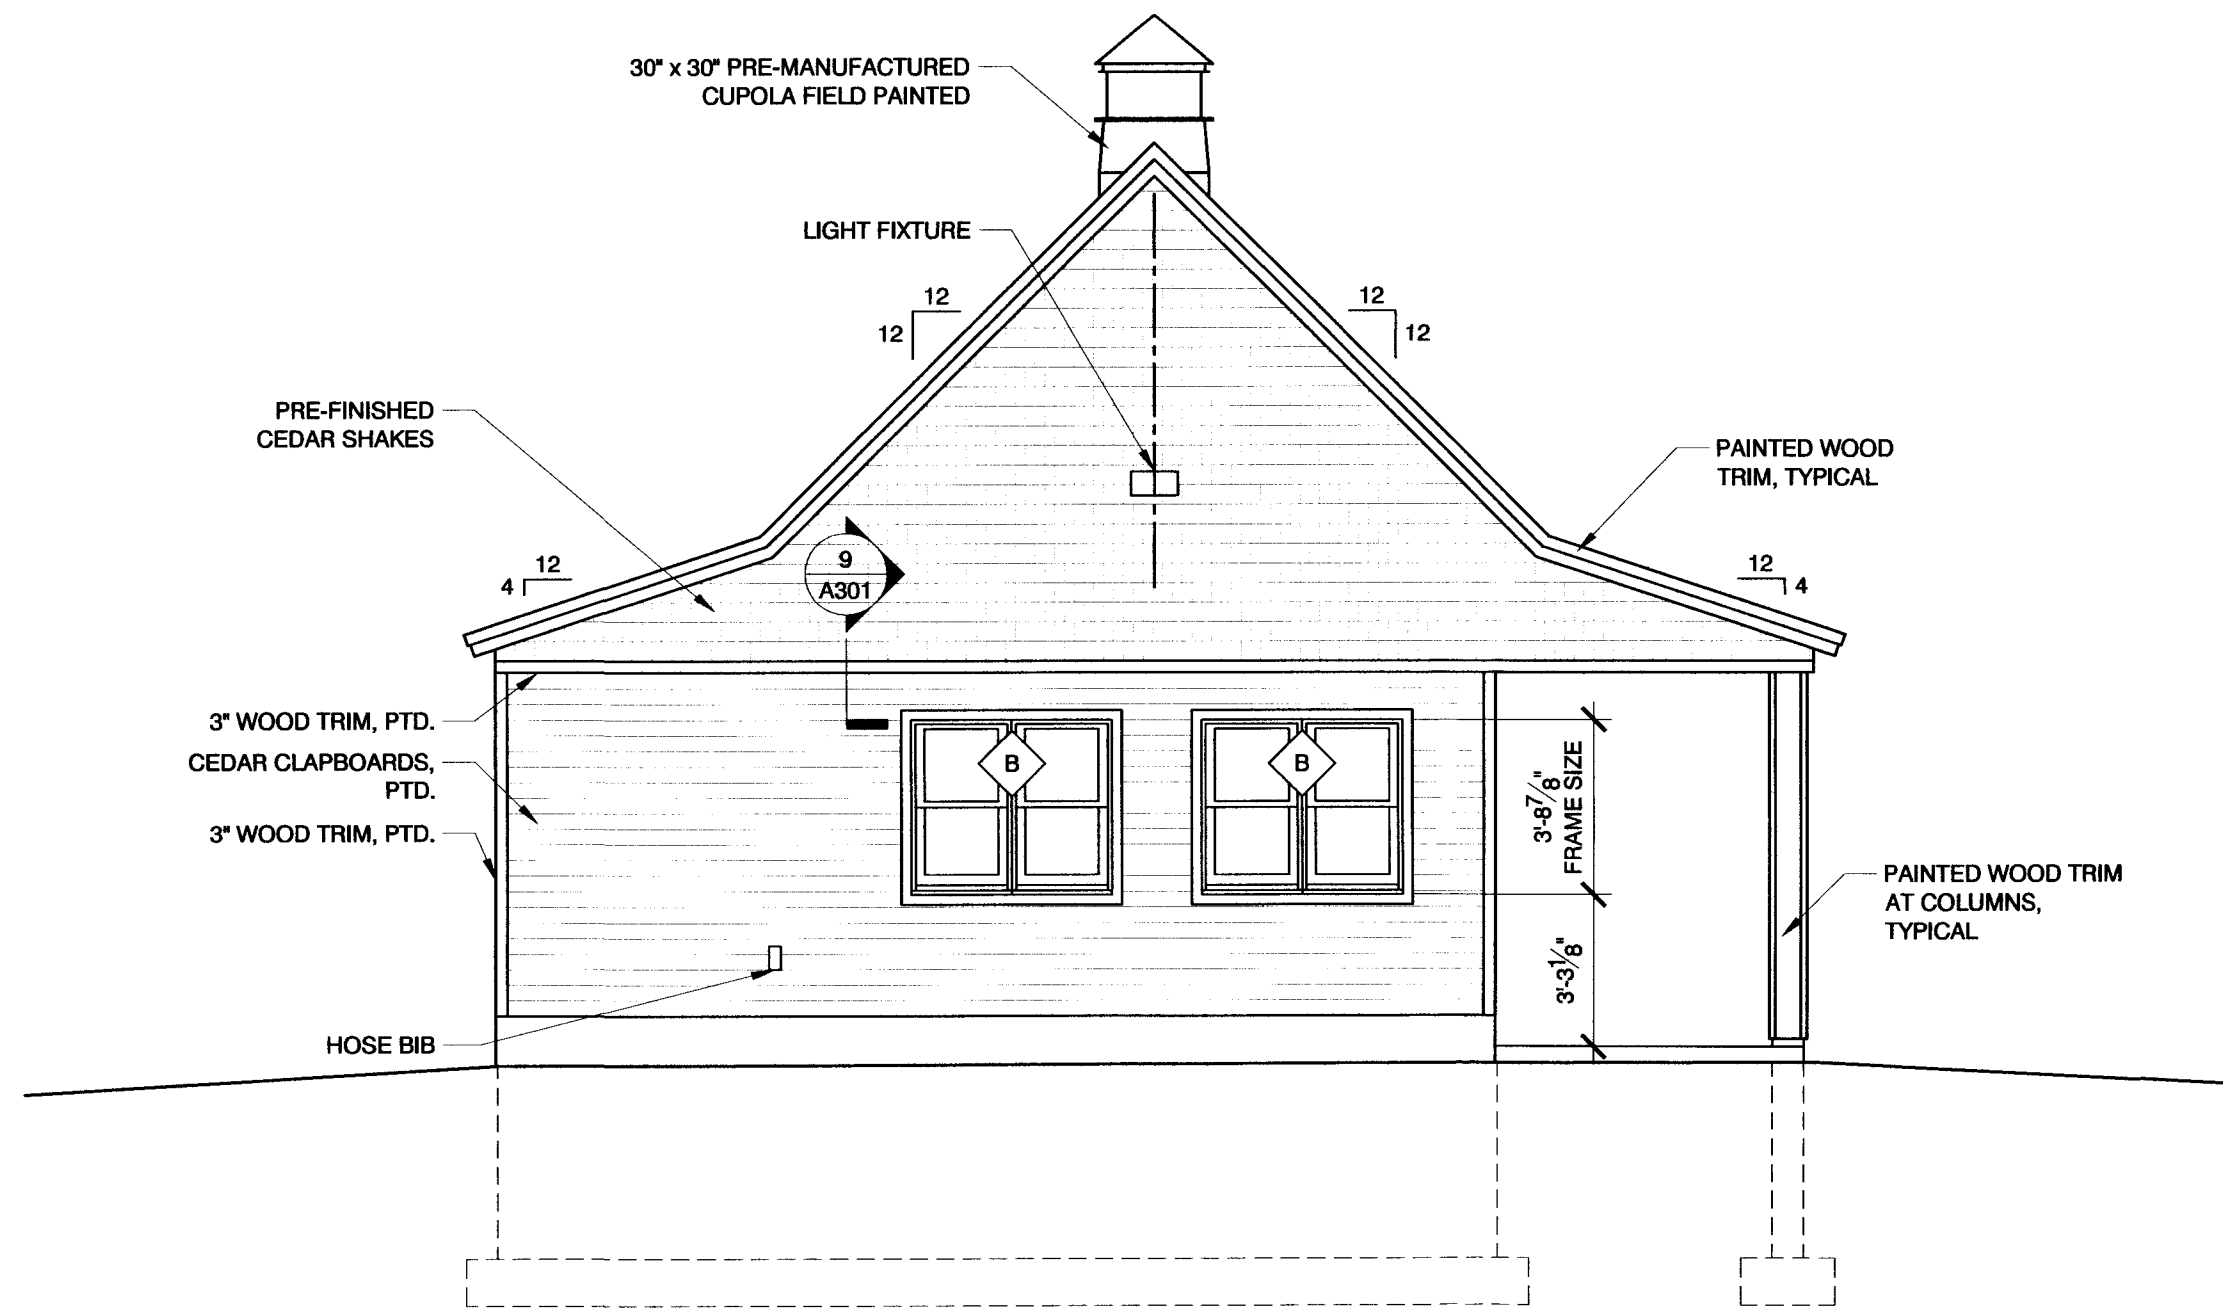 30" x 30" PRE-MANUFACTURED
CUPOLA FIELD PAINTED
LIGHT FIXTURE
12
12
12
12
PRE-FINISHED
CEDAR SHAKES
PAINTED WOOD
TRIM, TYPICAL
9
A301
12
4
12
4
3" WOOD TRIM, PTD.
CEDAR CLAPBOARDS,
PTD.
3" WOOD TRIM, PTD.
B
B
3'-8 7/8"
FRAME SIZE
3'-3 1/8"
PAINTED WOOD TRIM
AT COLUMNS,
TYPICAL
HOSE BIB